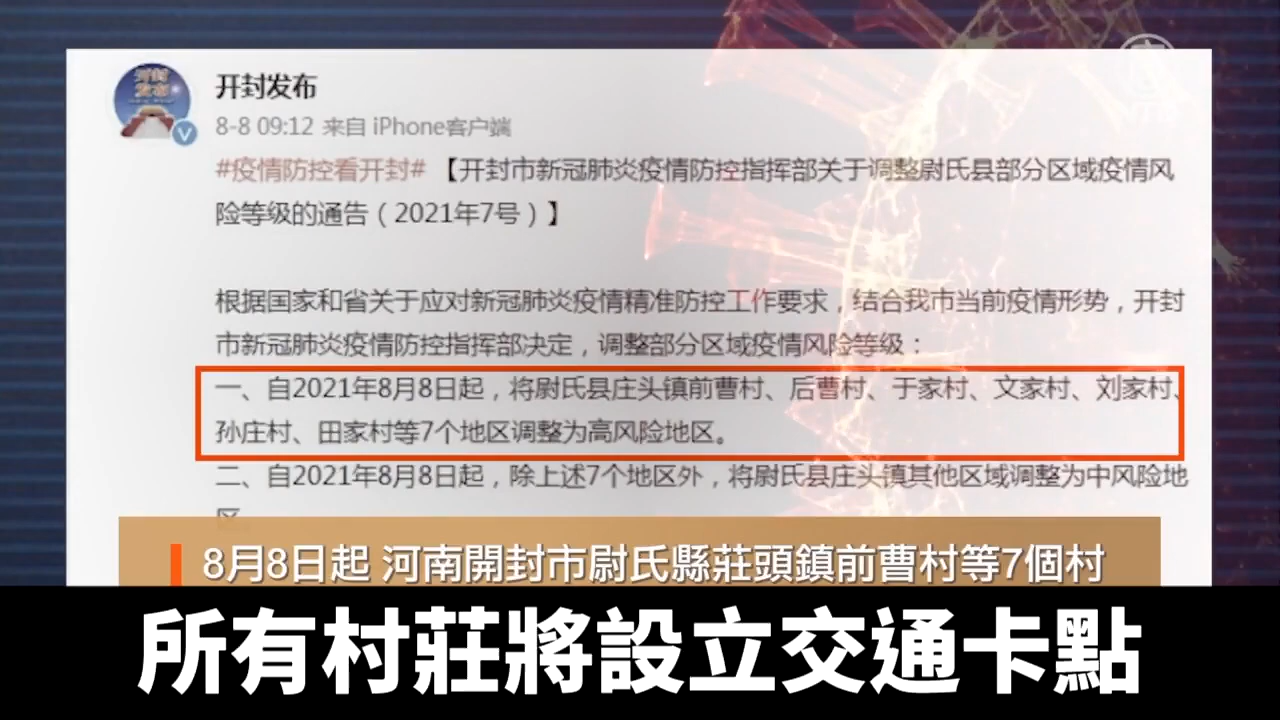 开封发布
8-8 09:12 来自 iPhone客户端
#疫情防控看开封# 【开封市新冠肺炎疫情防控指挥部关于调整尉氏县部分区域疫情风
险等级的通告（2021年7号）】
根据国家和省关于应对新冠肺炎疫情精准防控工作要求，结合我市当前疫情形势，开封
市新冠肺炎疫情防控指挥部决定，调整部分区域疫情风险等级：
一、自2021年8月8日起，将尉氏县庄头镇前曹村、后曹村、于家村、文家村、刘家村、
孙庄村、田家村等7个地区调整为高风险地区。
二、自2021年8月8日起，除上述7个地区外，将尉氏县庄头镇其他区域调整为中风险地
8月8日起 河南開封市尉氏縣莊頭鎮前曹村等7個村
所有村莊將設立交通卡點